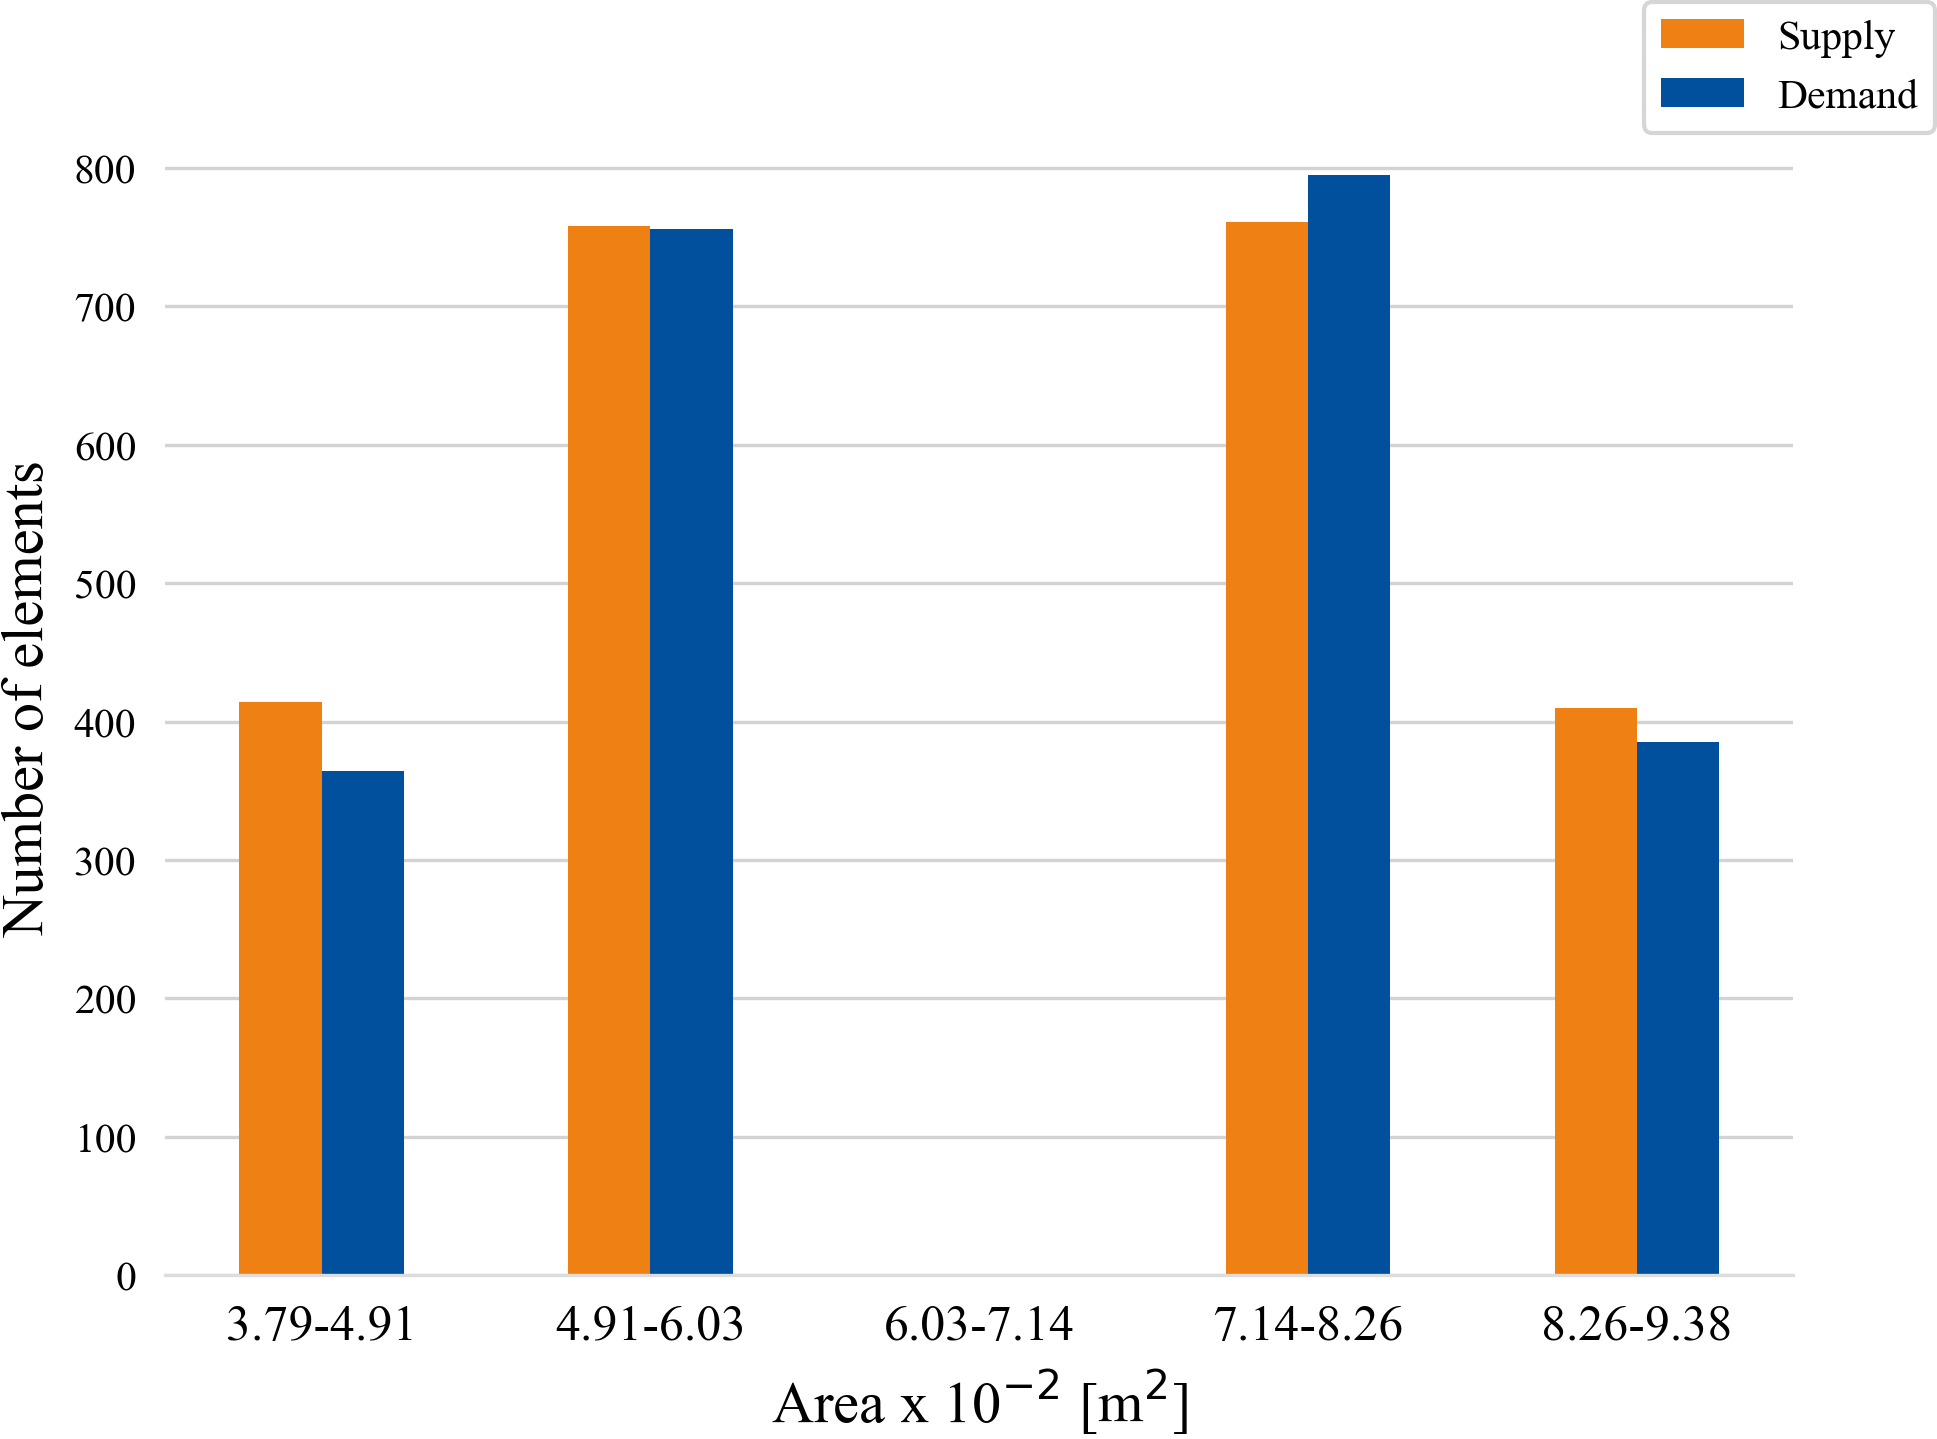 Supply
Demand
800
700
600
500
400
300
200
100
0
Number of elements
3.79-4.91 4.91-6.03 6.03-7.14 7.14-8.26 8.26-9.38
Area x 10⁻² [m²]